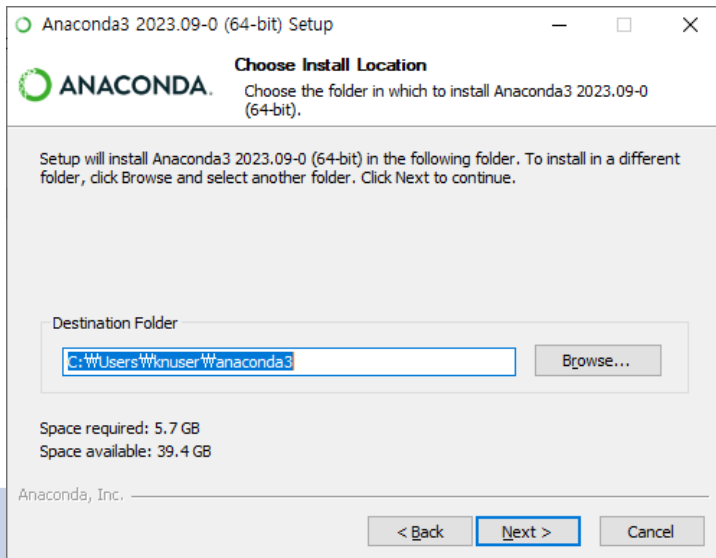 Anaconda3 2023.09-0 (64-bit) Setup
ANACONDA.
Choose Install Location
Choose the folder in which to install Anaconda3 2023.09-0
(64-bit).
Setup will install Anaconda3 2023.09-0 (64-bit) in the following folder. To install in a different
folder, click Browse and select another folder. Click Next to continue.
Destination Folder
C:₩Users₩knuser₩anaconda3
Browse...
Space required: 5.7 GB
Space available: 39.4 GB
Anaconda, Inc.
< Back
Next >
Cancel